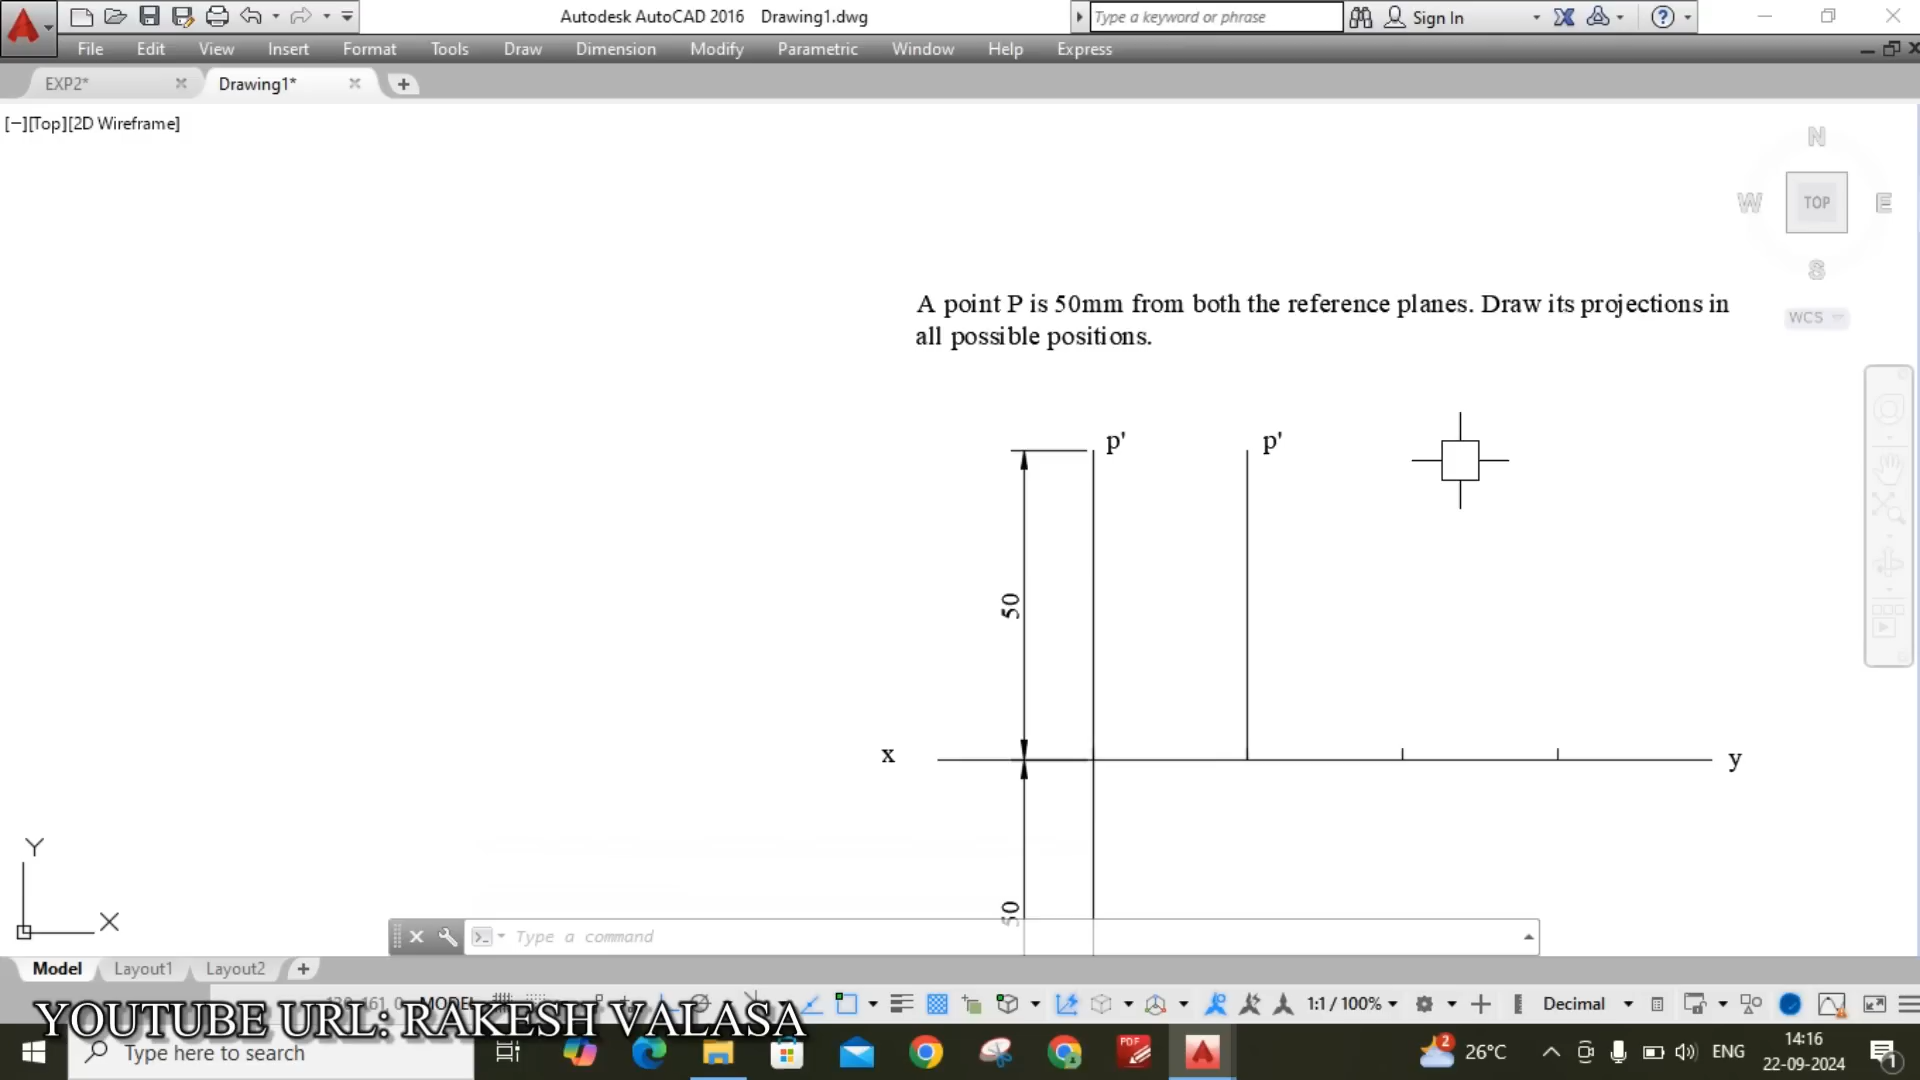 Autodesk AutoCAD 2016 Drawing1.dwg
Type a keyword or phrase
Sign In
File Edit View Insert Format Tools Draw Dimension Modify Parametric Window Help Express
EXP2*
Drawing1*
[−][Top][2D Wireframe]
N
W
TOP
E
S
WCS
A point P is 50mm from both the reference planes. Draw its projections in
all possible positions.
p'
p'
50
x
y
50
Y
X
Type a command
Model Layout1 Layout2
MODEL
1:1 / 100%
Decimal
YOUTUBE URL: RAKESH VALASA
Type here to search
PDF
2
26°C
ENG
14:16
22-09-2024
1